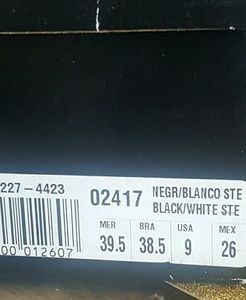 227-4423
02417 NEGR/BLANCO STE
BLACK/WHITE STE
MER BRA USA MEX
39.5 38.5 9 26
00 012607